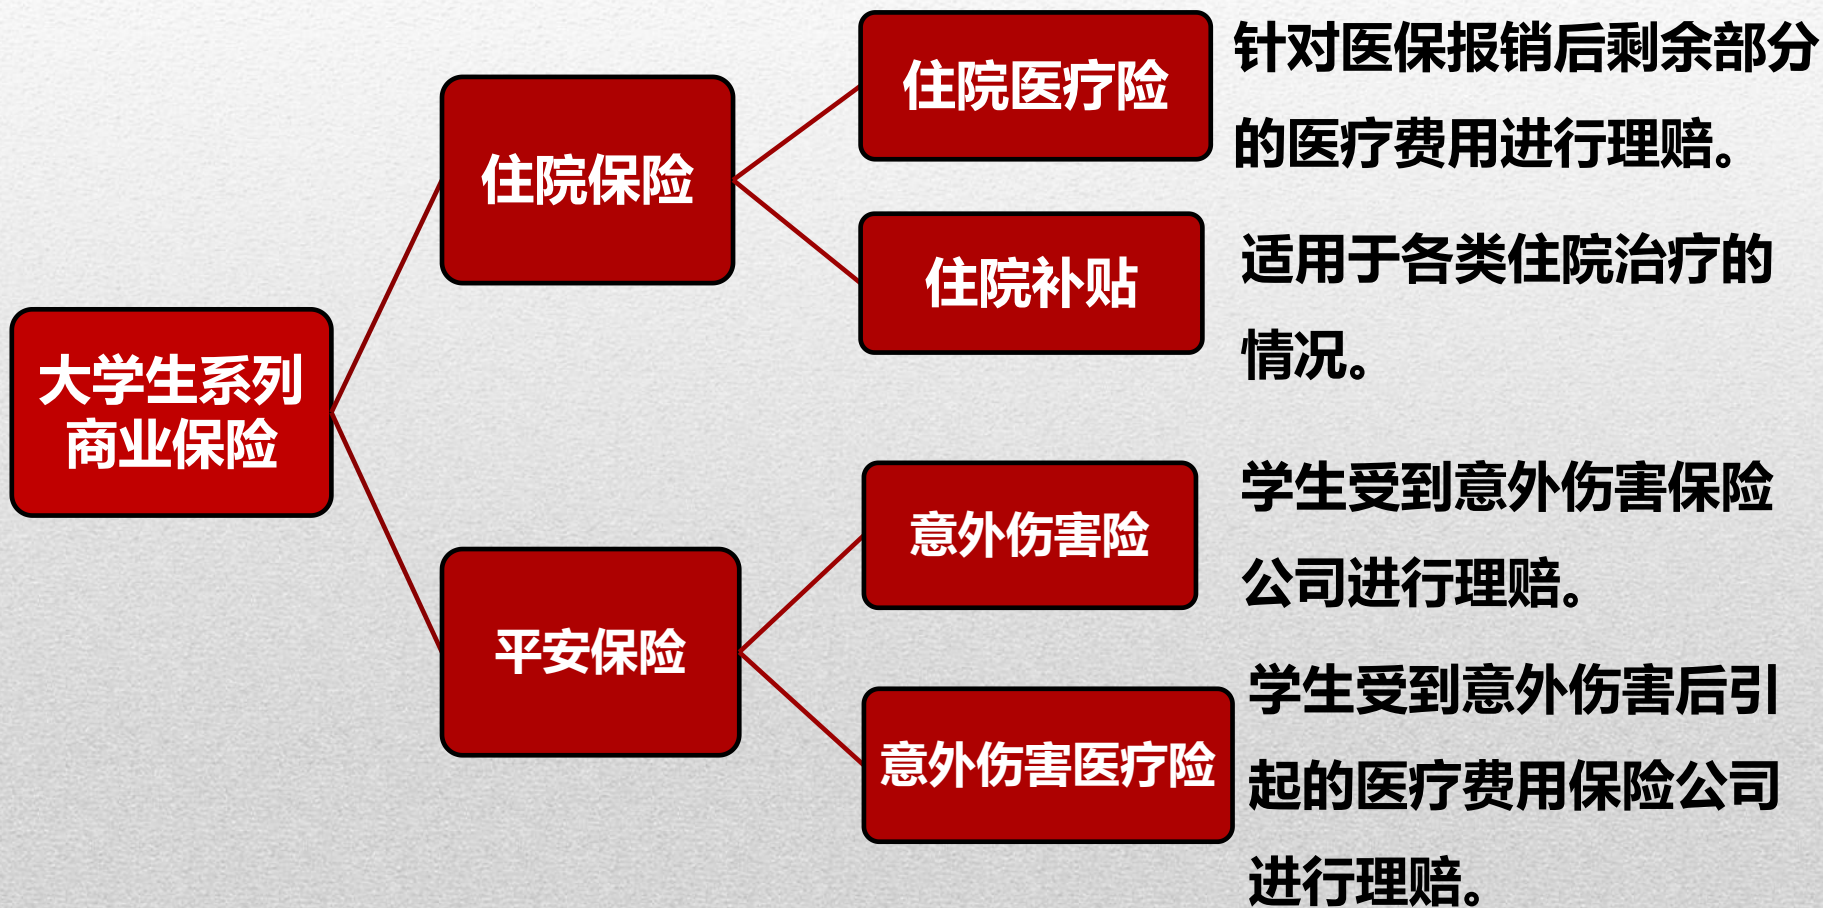 大学生系列
商业保险
住院保险
住院医疗险
针对医保报销后剩余部分
的医疗费用进行理赔。
住院补贴
适用于各类住院治疗的
情况。
平安保险
意外伤害险
学生受到意外伤害保险
公司进行理赔。
意外伤害医疗险
学生受到意外伤害后引
起的医疗费用保险公司
进行理赔。